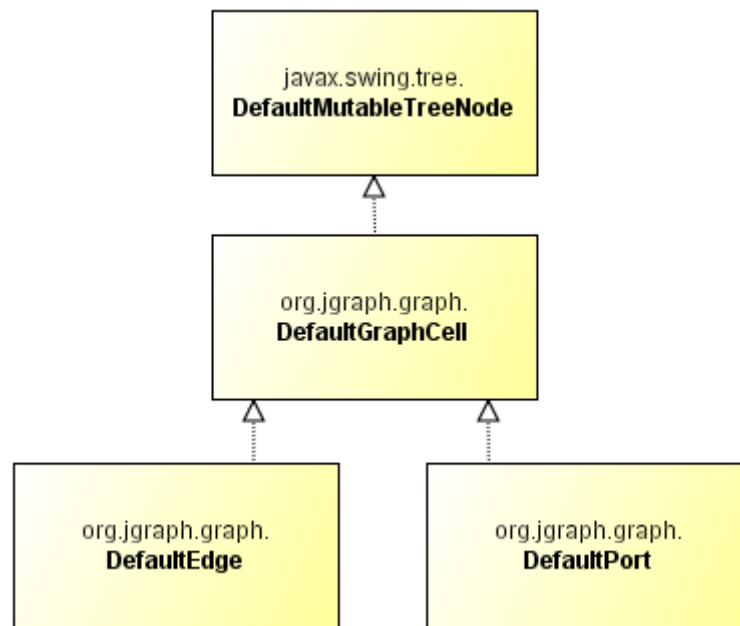 javax.swing.tree.
DefaultMutableTreeNode
org.jgraph.graph.
DefaultGraphCell
org.jgraph.graph.
DefaultEdge
org.jgraph.graph.
DefaultPort